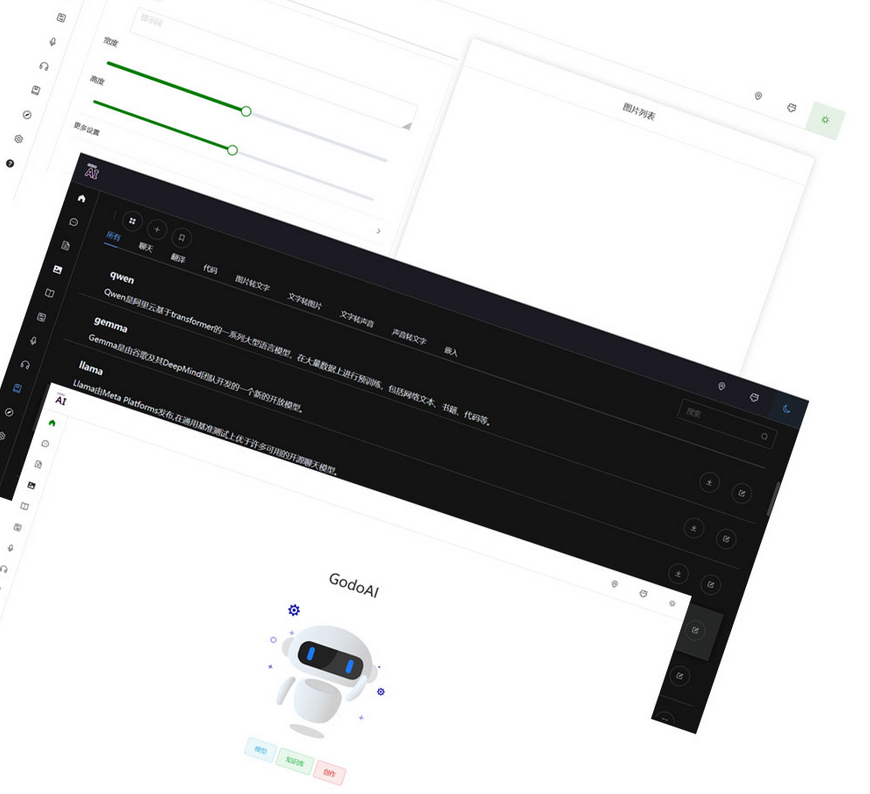 提示词
宽度
高度
更多设置
图片列表
AI
所有 聊天 翻译 代码 图片转文字 文字转图片 文字转声音 声音转文字 嵌入
搜索
qwen
Qwen是阿里云基于transformer的一系列大型语言模型，在大量数据上进行预训练，包括网络文本、书籍、代码等。
gemma
Gemma是由谷歌及其DeepMind团队开发的一个新的开放模型。
llama
Llama由Meta Platforms发布,在通用基准测试上优于许多可用的开源聊天模型。
AI
GodoAI
模型 知识库 创作